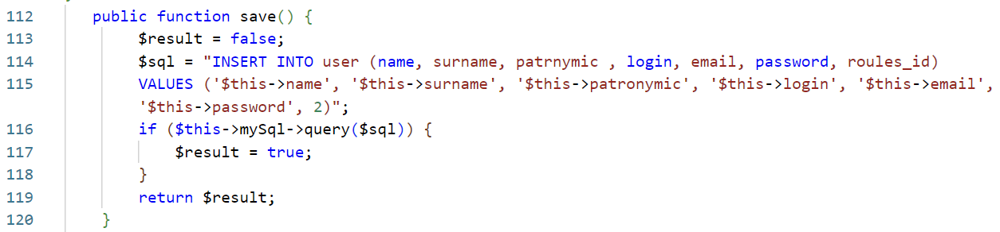 112 public function save() {
113 $result = false;
114 $sql = "INSERT INTO user (name, surname, patrnymic , login, email, password, roules_id)
115 VALUES ('$this->name', '$this->surname', '$this->patronymic', '$this->login', '$this->email',
'$this->password', 2)";
116 if ($this->mySql->query($sql)) {
117 $result = true;
118 }
119 return $result;
120 }